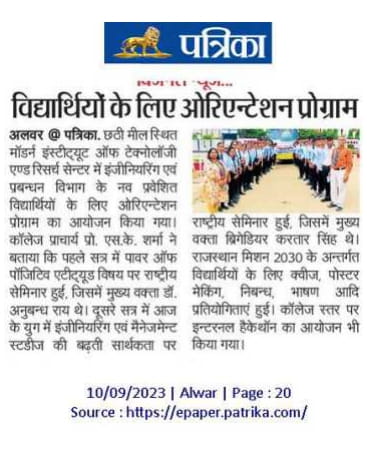 पत्रिका
विद्यार्थियों के लिए ओरिएन्टेशन प्रोग्राम
अलवर @ पत्रिका. छठी मील स्थित
मॉडर्न इंस्टीट्यूट ऑफ टेक्नोलॉजी
एण्ड रिसर्च सेन्टर में इंजीनियरिंग एवं
प्रबन्धन विभाग के नव प्रवेशित
विद्यार्थियों के लिए ओरिएन्टेशन
प्रोग्राम का आयोजन किया गया।
कॉलेज प्राचार्य प्रो. एस.के. शर्मा ने
बताया कि पहले सत्र में पावर ऑफ
पॉजिटिव एटीट्यूड विषय पर राष्ट्रीय
सेमिनार हुई, जिसमें मुख्य वक्ता डॉ.
अनुबन्ध राय थे। दूसरे सत्र में आज
के युग में इंजीनियरिंग एवं मैनेजमेन्ट
स्टडीज की बढ़ती सार्थकता पर
राष्ट्रीय सेमिनार हुई, जिसमें मुख्य
वक्ता ब्रिगेडियर करतार सिंह थे।
राजस्थान मिशन 2030 के अन्तर्गत
विद्यार्थियों के लिए क्वीज, पोस्टर
मेकिंग, निबन्ध, भाषण आदि
प्रतियोगिताएं हुई। कॉलेज स्तर पर
इन्टरनल हैकेथॉन का आयोजन भी
किया गया।
10/09/2023 | Alwar | Page : 20
Source : https://epaper.patrika.com/